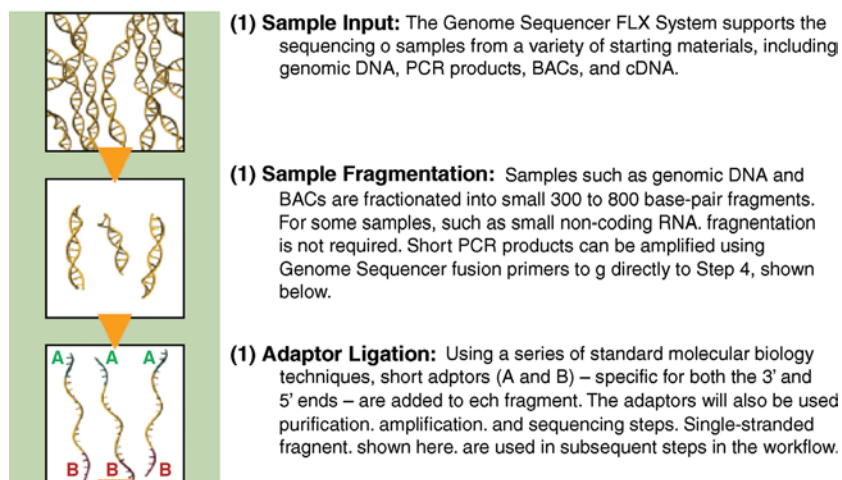 (1) Sample Input: The Genome Sequencer FLX System supports the
sequencing o samples from a variety of starting materials, including
genomic DNA, PCR products, BACs, and cDNA.
(1) Sample Fragmentation: Samples such as genomic DNA and
BACs are fractionated into small 300 to 800 base-pair fragments.
For some samples, such as small non-coding RNA. fragnentation
is not required. Short PCR products can be amplified using
Genome Sequencer fusion primers to g directly to Step 4, shown
below.
A A A
B B B
(1) Adaptor Ligation: Using a series of standard molecular biology
techniques, short adptors (A and B) – specific for both the 3' and
5' ends – are added to ech fragment. The adaptors will also be used
purification. amplification. and sequencing steps. Single-stranded
fragnent. shown here. are used in subsequent steps in the workflow.